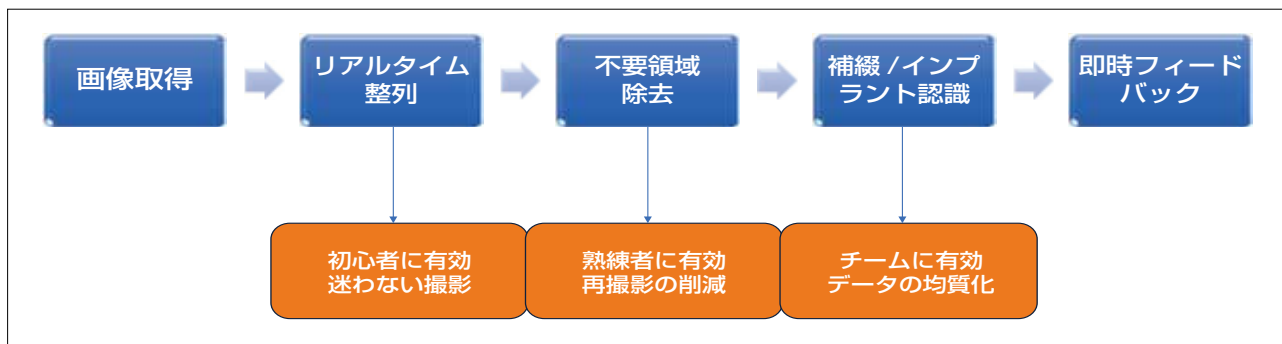 画像取得
リアルタイム
整列
不要領域
除去
補綴/インプ
ラント認識
即時フィード
バック
初心者に有効
迷わない撮影
熟練者に有効
再撮影の削減
チームに有効
データの均質化